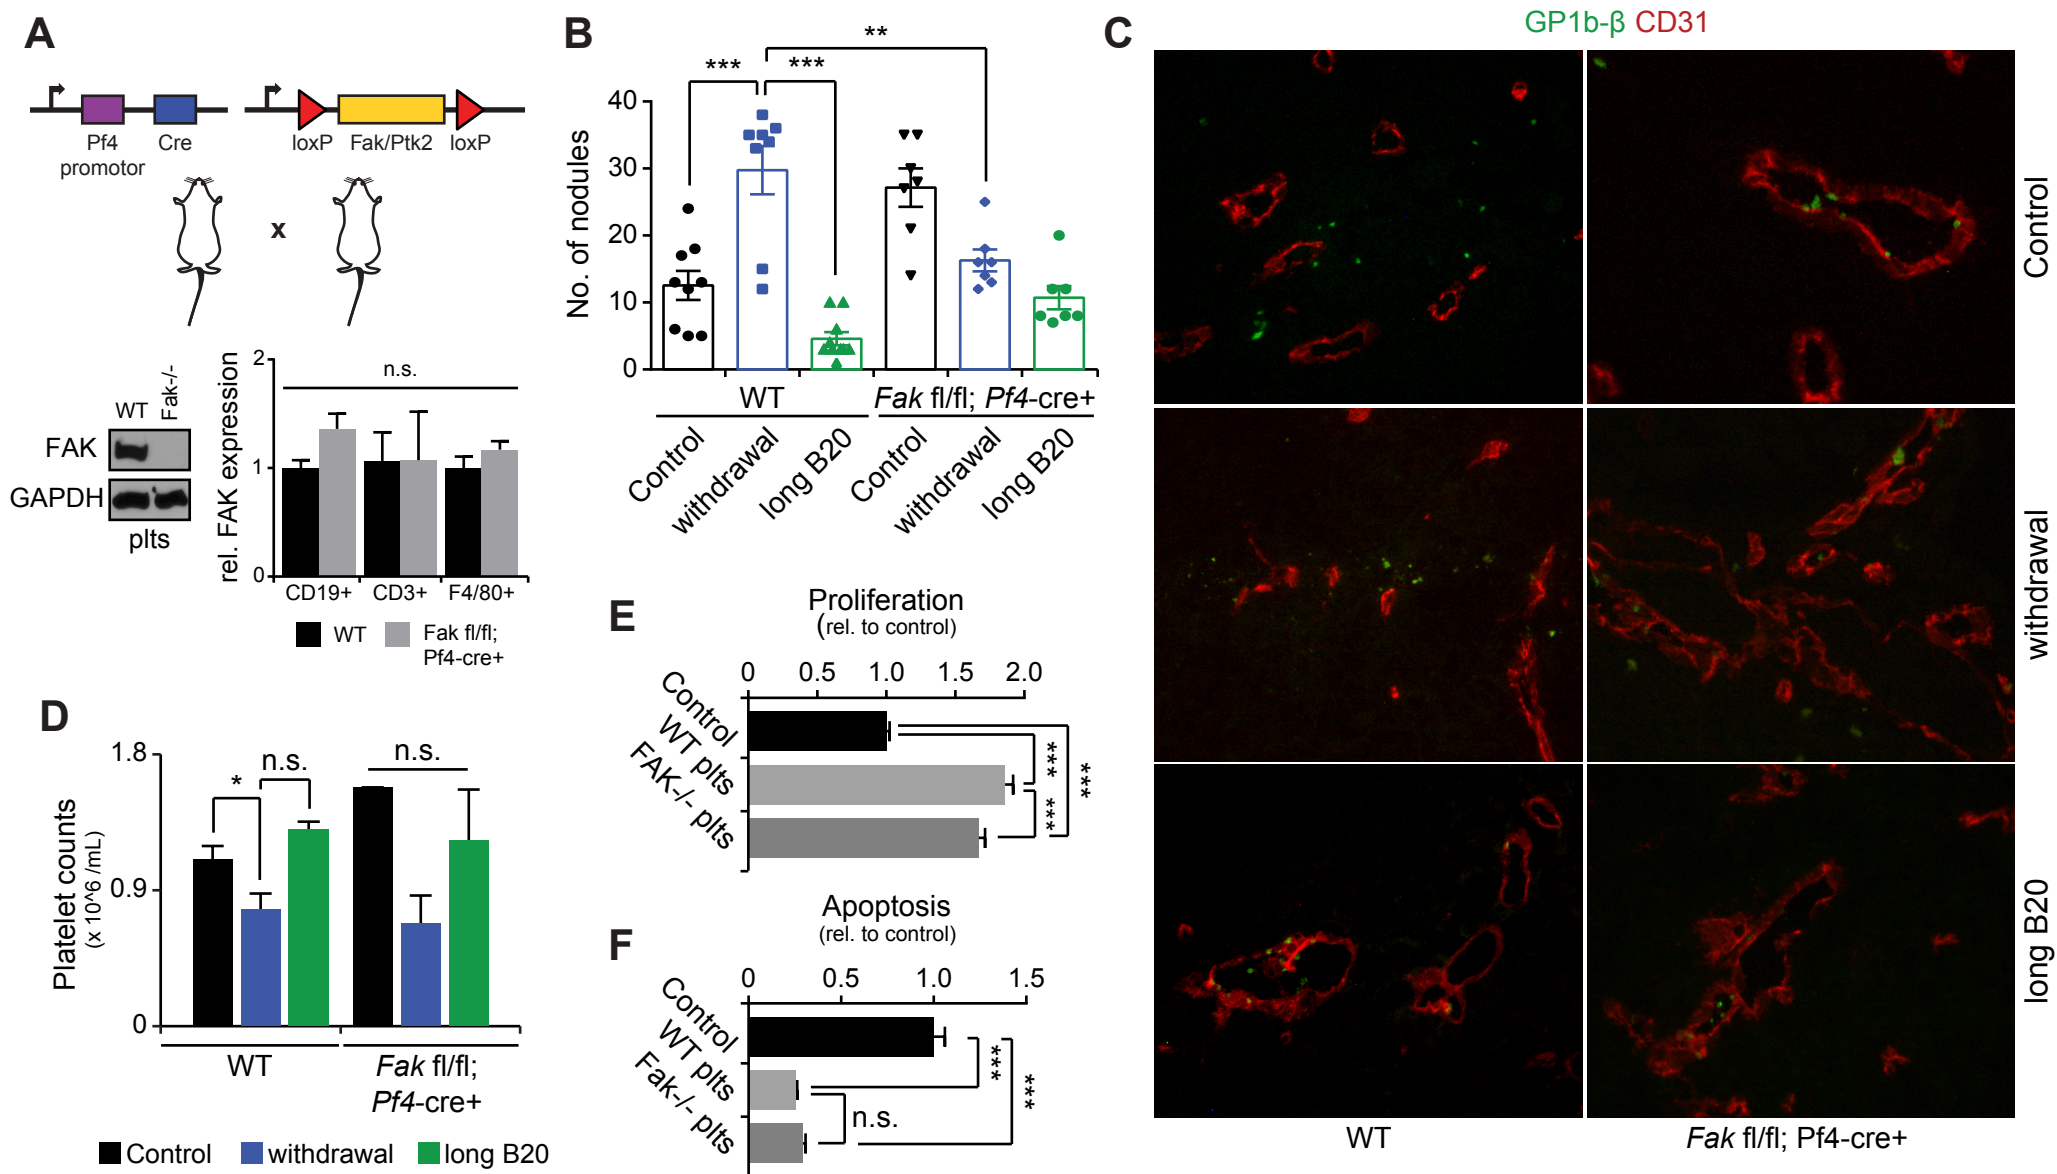 A
Pf4
promotor
Cre
loxP
Fak/Ptk2
loxP
x
WT
Fak-/-
FAK
GAPDH
plts
rel. FAK expression
2
1
0
n.s.
CD19+
CD3+
F4/80+
WT
Fak fl/fl;
Pf4-cre+
B
No. of nodules
40
30
20
10
0
***
***
**
WT
Fak fl/fl; Pf4-cre+
Control
withdrawal
long B20
Control
withdrawal
long B20
C
GP1b-β CD31
Control
withdrawal
long B20
WT
Fak fl/fl; Pf4-cre+
D
Platelet counts
(x 10^6 /mL)
1.8
0.9
0
*
n.s.
n.s.
WT
Fak fl/fl;
Pf4-cre+
Control
withdrawal
long B20
E
Proliferation
(rel. to control)
0 0.5 1.0 1.5 2.0
Control
WT plts
FAK-/- plts
***
***
***
F
Apoptosis
(rel. to control)
0 0.5 1.0 1.5
Control
WT plts
Fak-/- plts
***
***
n.s.